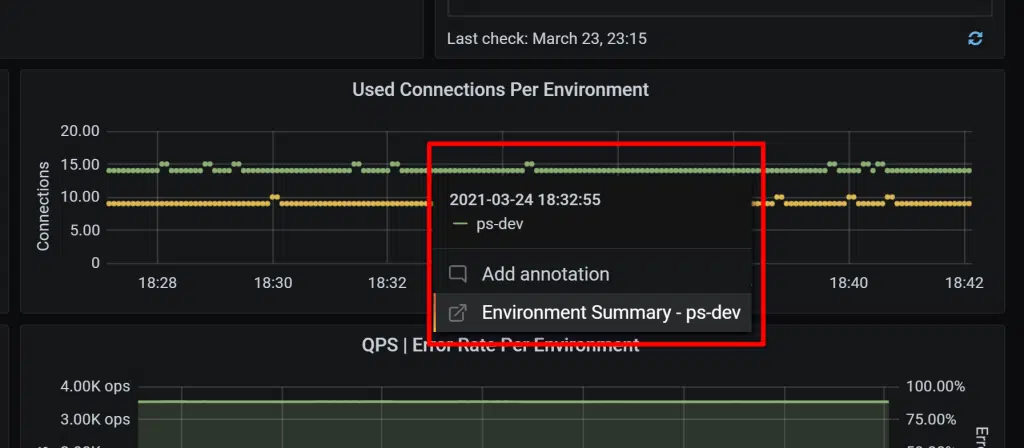 Last check: March 23, 23:15
Used Connections Per Environment
20.00
15.00
10.00
5.00
0
Connections
18:28
18:30
18:32
18:40
18:42
2021-03-24 18:32:55
ps-dev
Add annotation
Environment Summary - ps-dev
QPS | Error Rate Per Environment
4.00K ops
3.00K ops
100.00%
75.00%